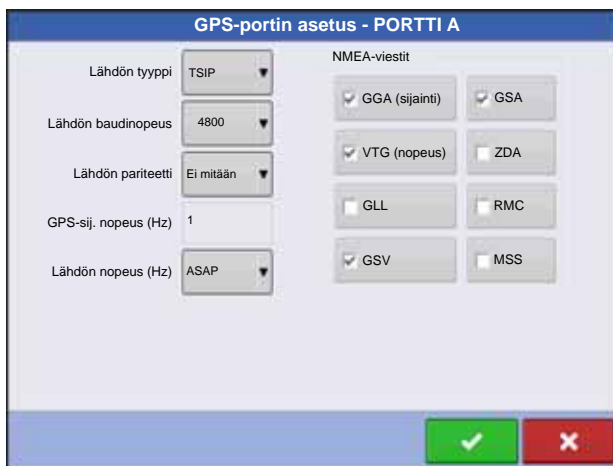 GPS-portin asetus - PORTTI A
Lähdön tyyppi TSIP
Lähdön baudinopeus 4800
Lähdön pariteetti Ei mitään
GPS-sij. nopeus (Hz) 1
Lähdön nopeus (Hz) ASAP
NMEA-viestit
GGA (sijainti) GSA
VTG (nopeus) ZDA
GLL RMC
GSV MSS